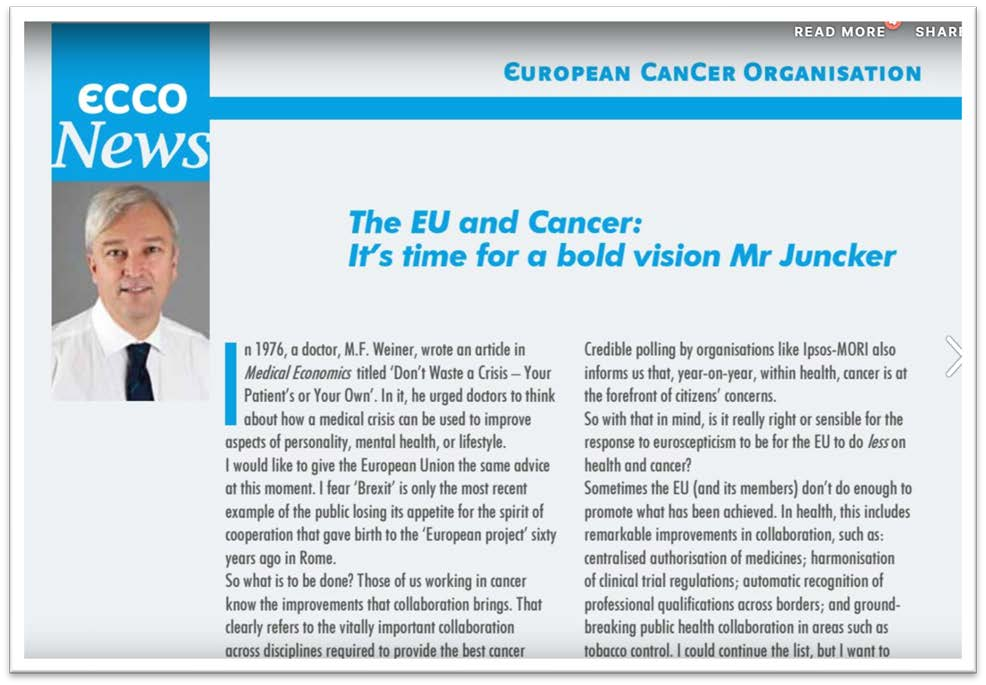 READ MORE
SHAR
EUROPEAN CANCER ORGANISATION
ECCO
News
The EU and Cancer:
It's time for a bold vision Mr Juncker
In 1976, a doctor, M.F. Weiner, wrote an article in
Medical Economics titled ‘Don’t Waste a Crisis – Your
Patient’s or Your Own’. In it, he urged doctors to think
about how a medical crisis can be used to improve
aspects of personality, mental health, or lifestyle.
I would like to give the European Union the same advice
at this moment. I fear ‘Brexit’ is only the most recent
example of the public losing its appetite for the spirit of
cooperation that gave birth to the ‘European project’ sixty
years ago in Rome.
So what is to be done? Those of us working in cancer
know the improvements that collaboration brings. That
clearly refers to the vitally important collaboration
across disciplines required to provide the best cancer
Credible polling by organisations like Ipsos-MORI also
informs us that, year-on-year, within health, cancer is at
the forefront of citizens’ concerns.
So with that in mind, is it really right or sensible for the
response to euroscepticism to be for the EU to do less on
health and cancer?
Sometimes the EU (and its members) don’t do enough to
promote what has been achieved. In health, this includes
remarkable improvements in collaboration, such as:
centralised authorisation of medicines; harmonisation
of clinical trial regulations; automatic recognition of
professional qualifications across borders; and ground-
breaking public health collaboration in areas such as
tobacco control. I could continue the list, but I want to